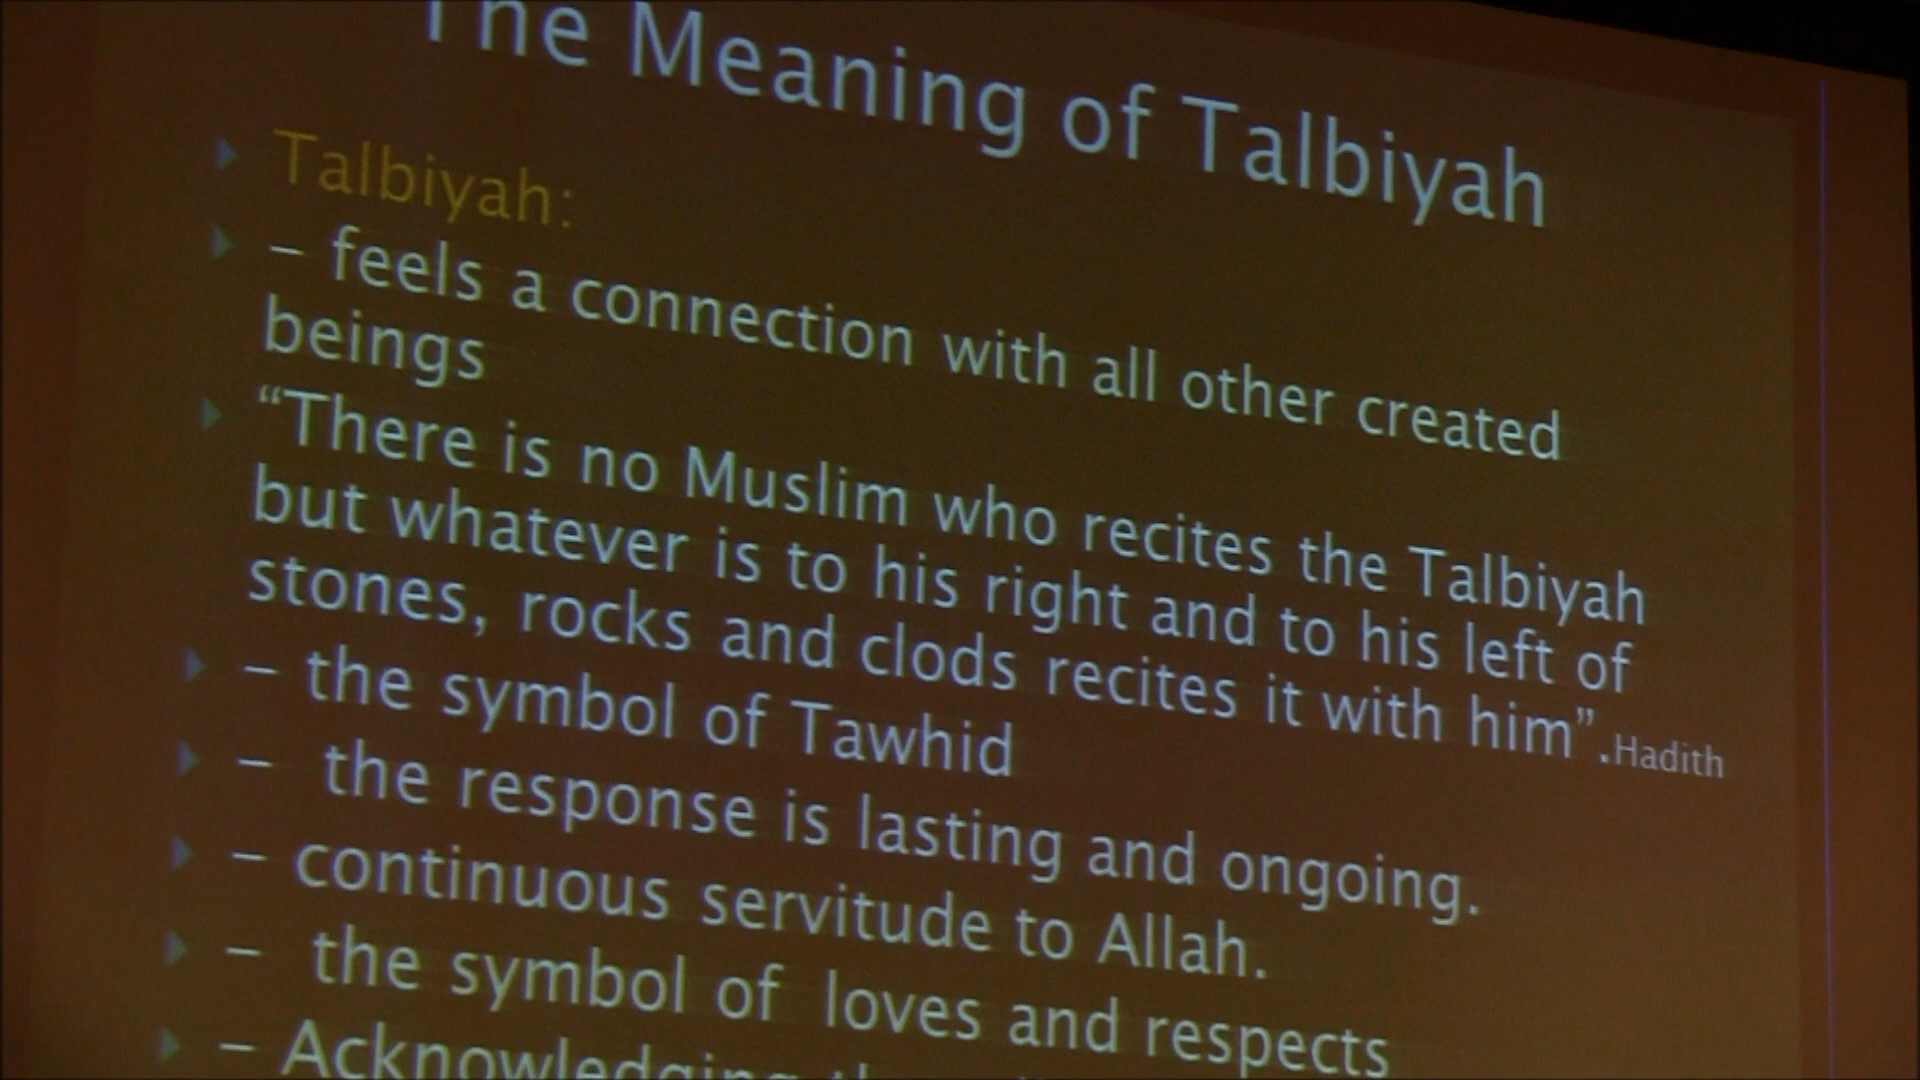 The Meaning of Talbiyah
Talbiyah:
– feels a connection with all other created
beings
“There is no Muslim who recites the Talbiyah
but whatever is to his right and to his left of
stones, rocks and clods recites it with him”.Hadith
– the symbol of Tawhid
– the response is lasting and ongoing.
– continuous servitude to Allah.
– the symbol of loves and respects
– Acknowledging